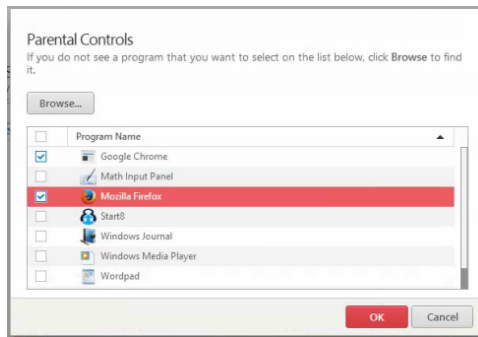 Parental Controls
If you do not see a program that you want to select on the list below, click Browse to find
it.
Browse...
Program Name
Google Chrome
Math Input Panel
Mozilla Firefox
Start8
Windows Journal
Windows Media Player
Wordpad
OK
Cancel